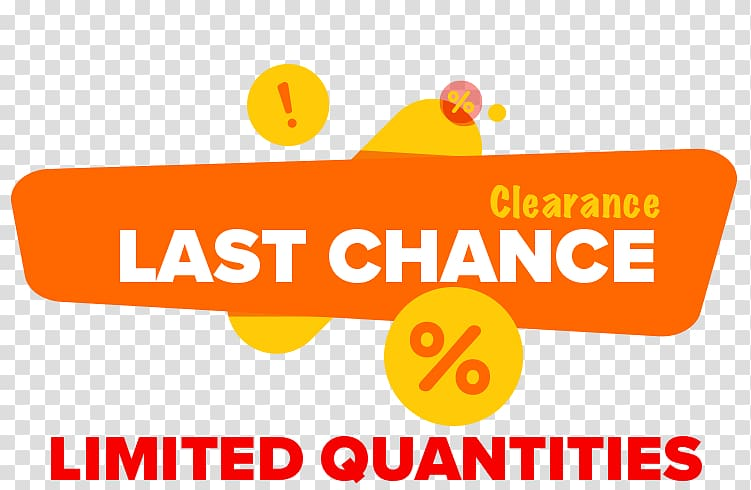 !
%
Clearance
LAST CHANCE
%
LIMITED QUANTITIES